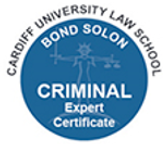 CARDIFF UNIVERSITY LAW SCHOOL
BOND SOLON
CRIMINAL
Expert
Certificate